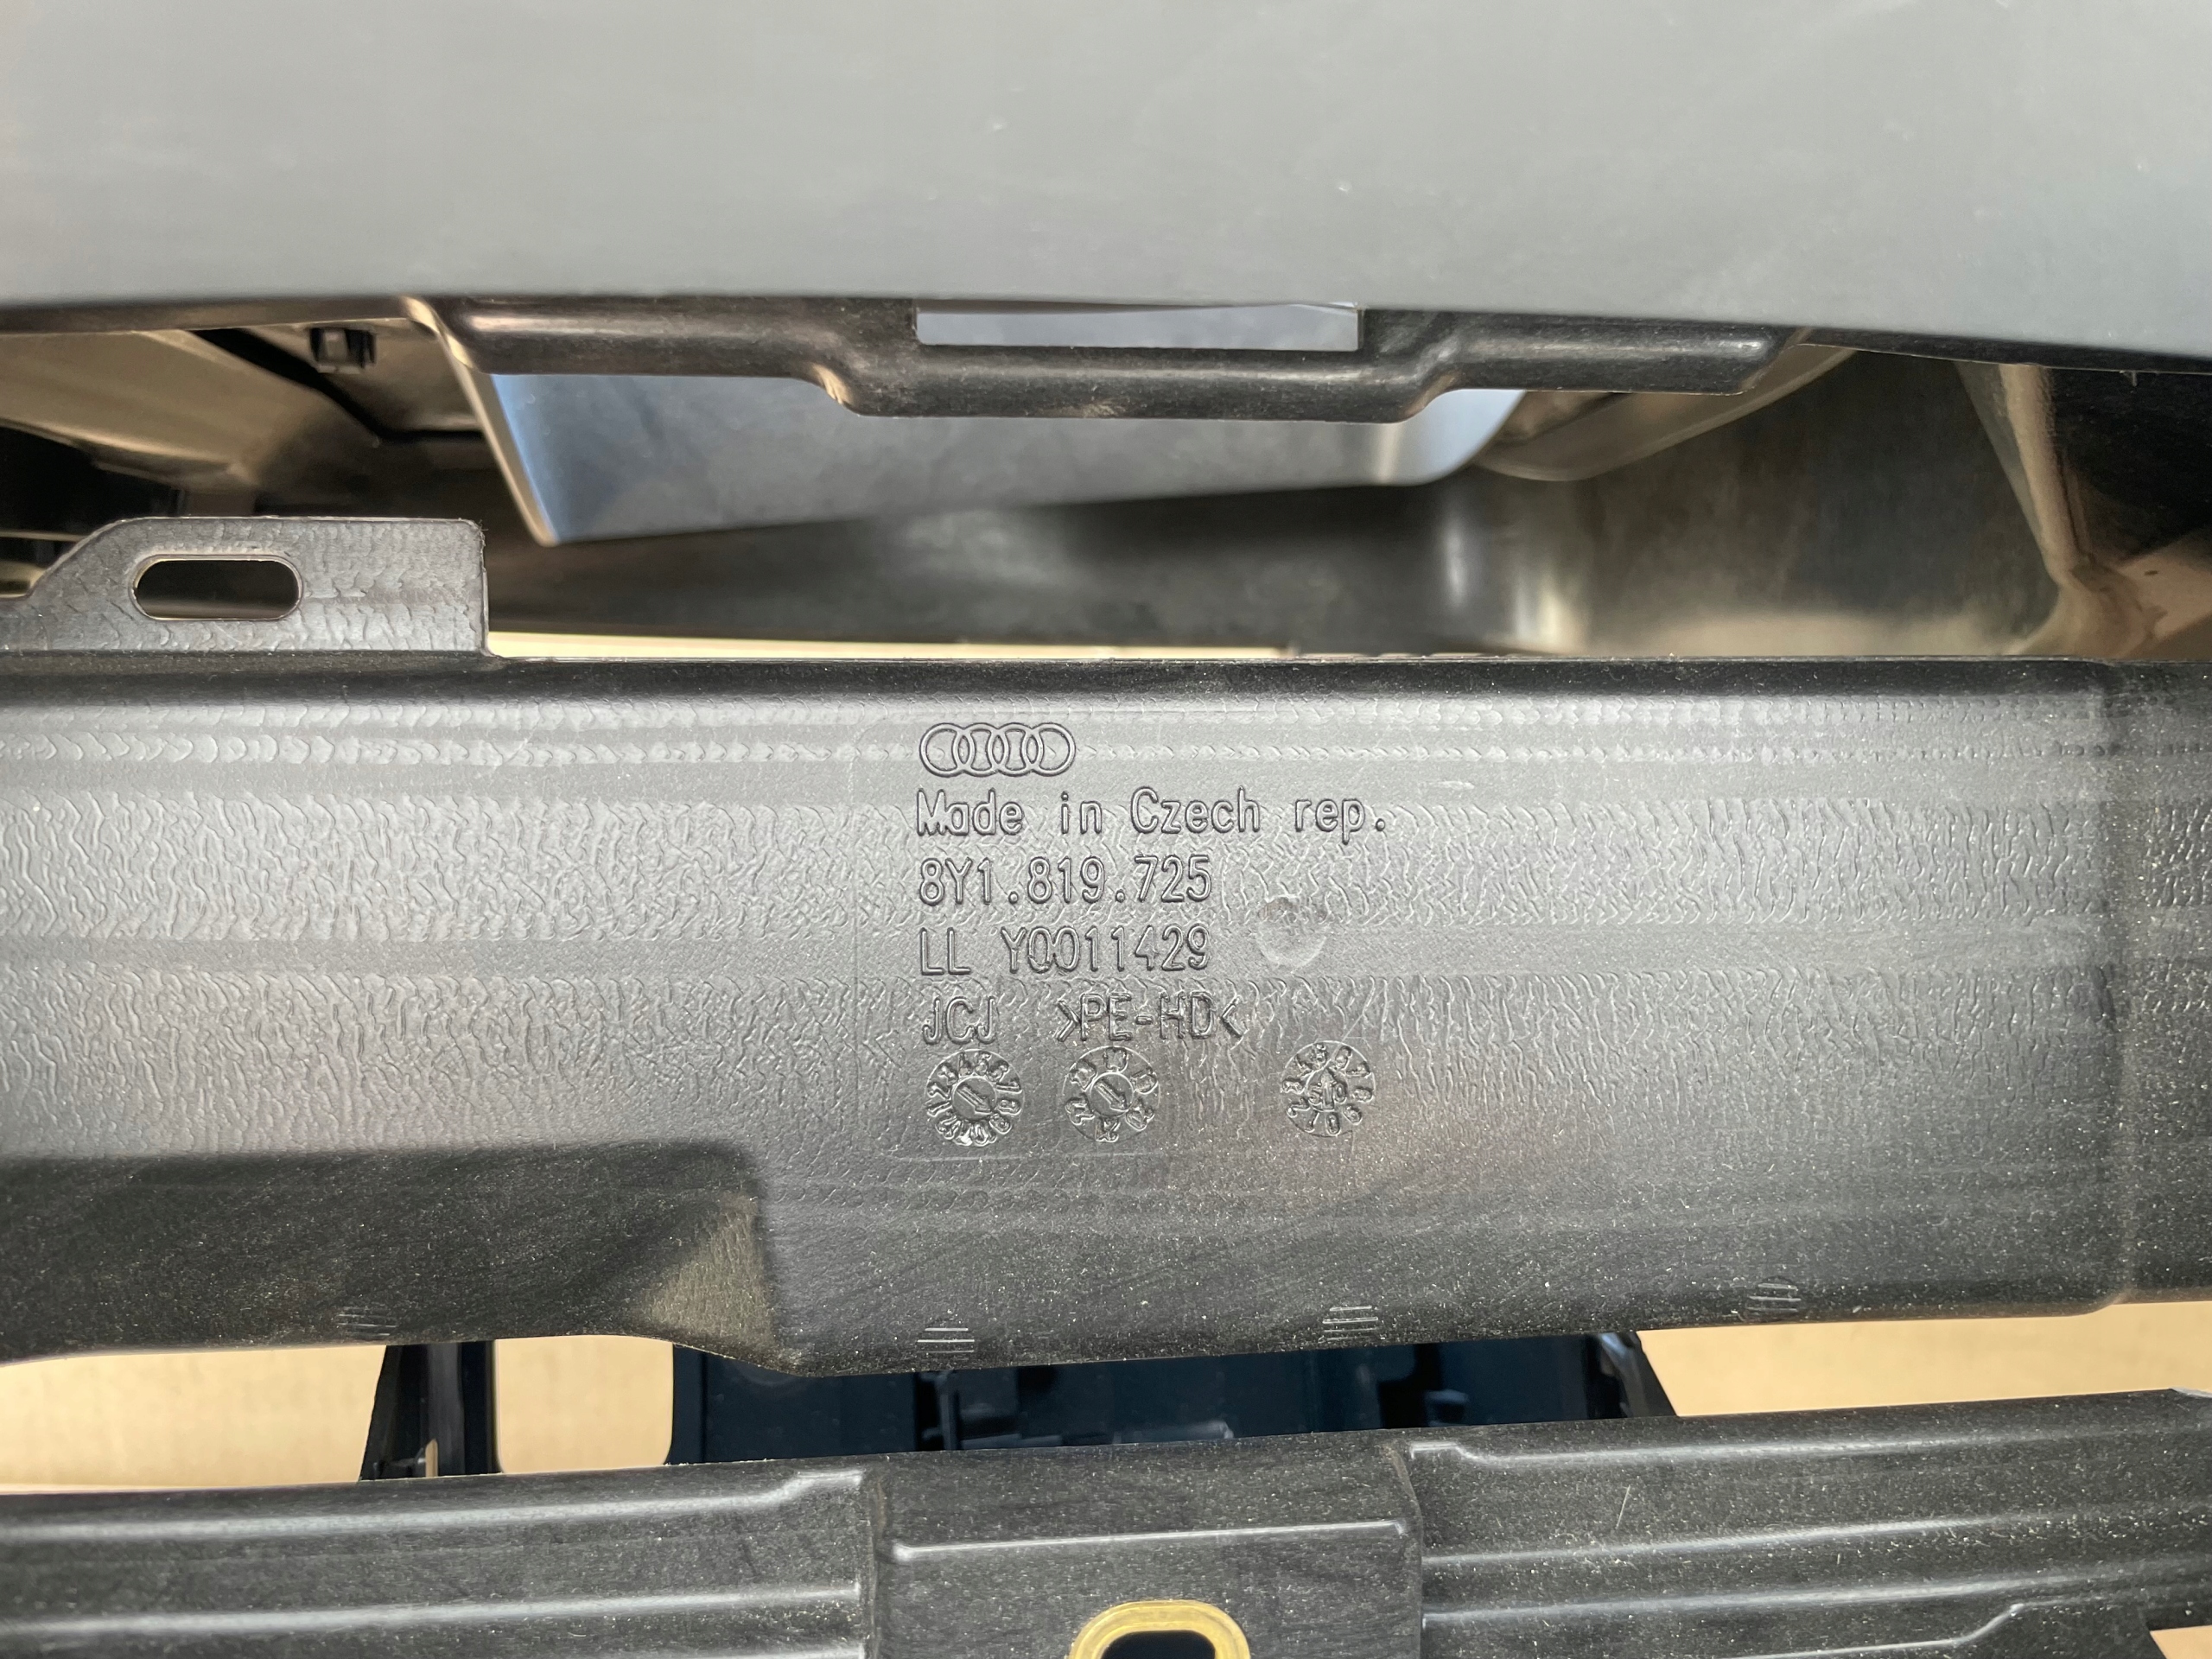 Made in Czech rep.
8Y1.819.725
LL Y0011429
JCJ >PE-HD<